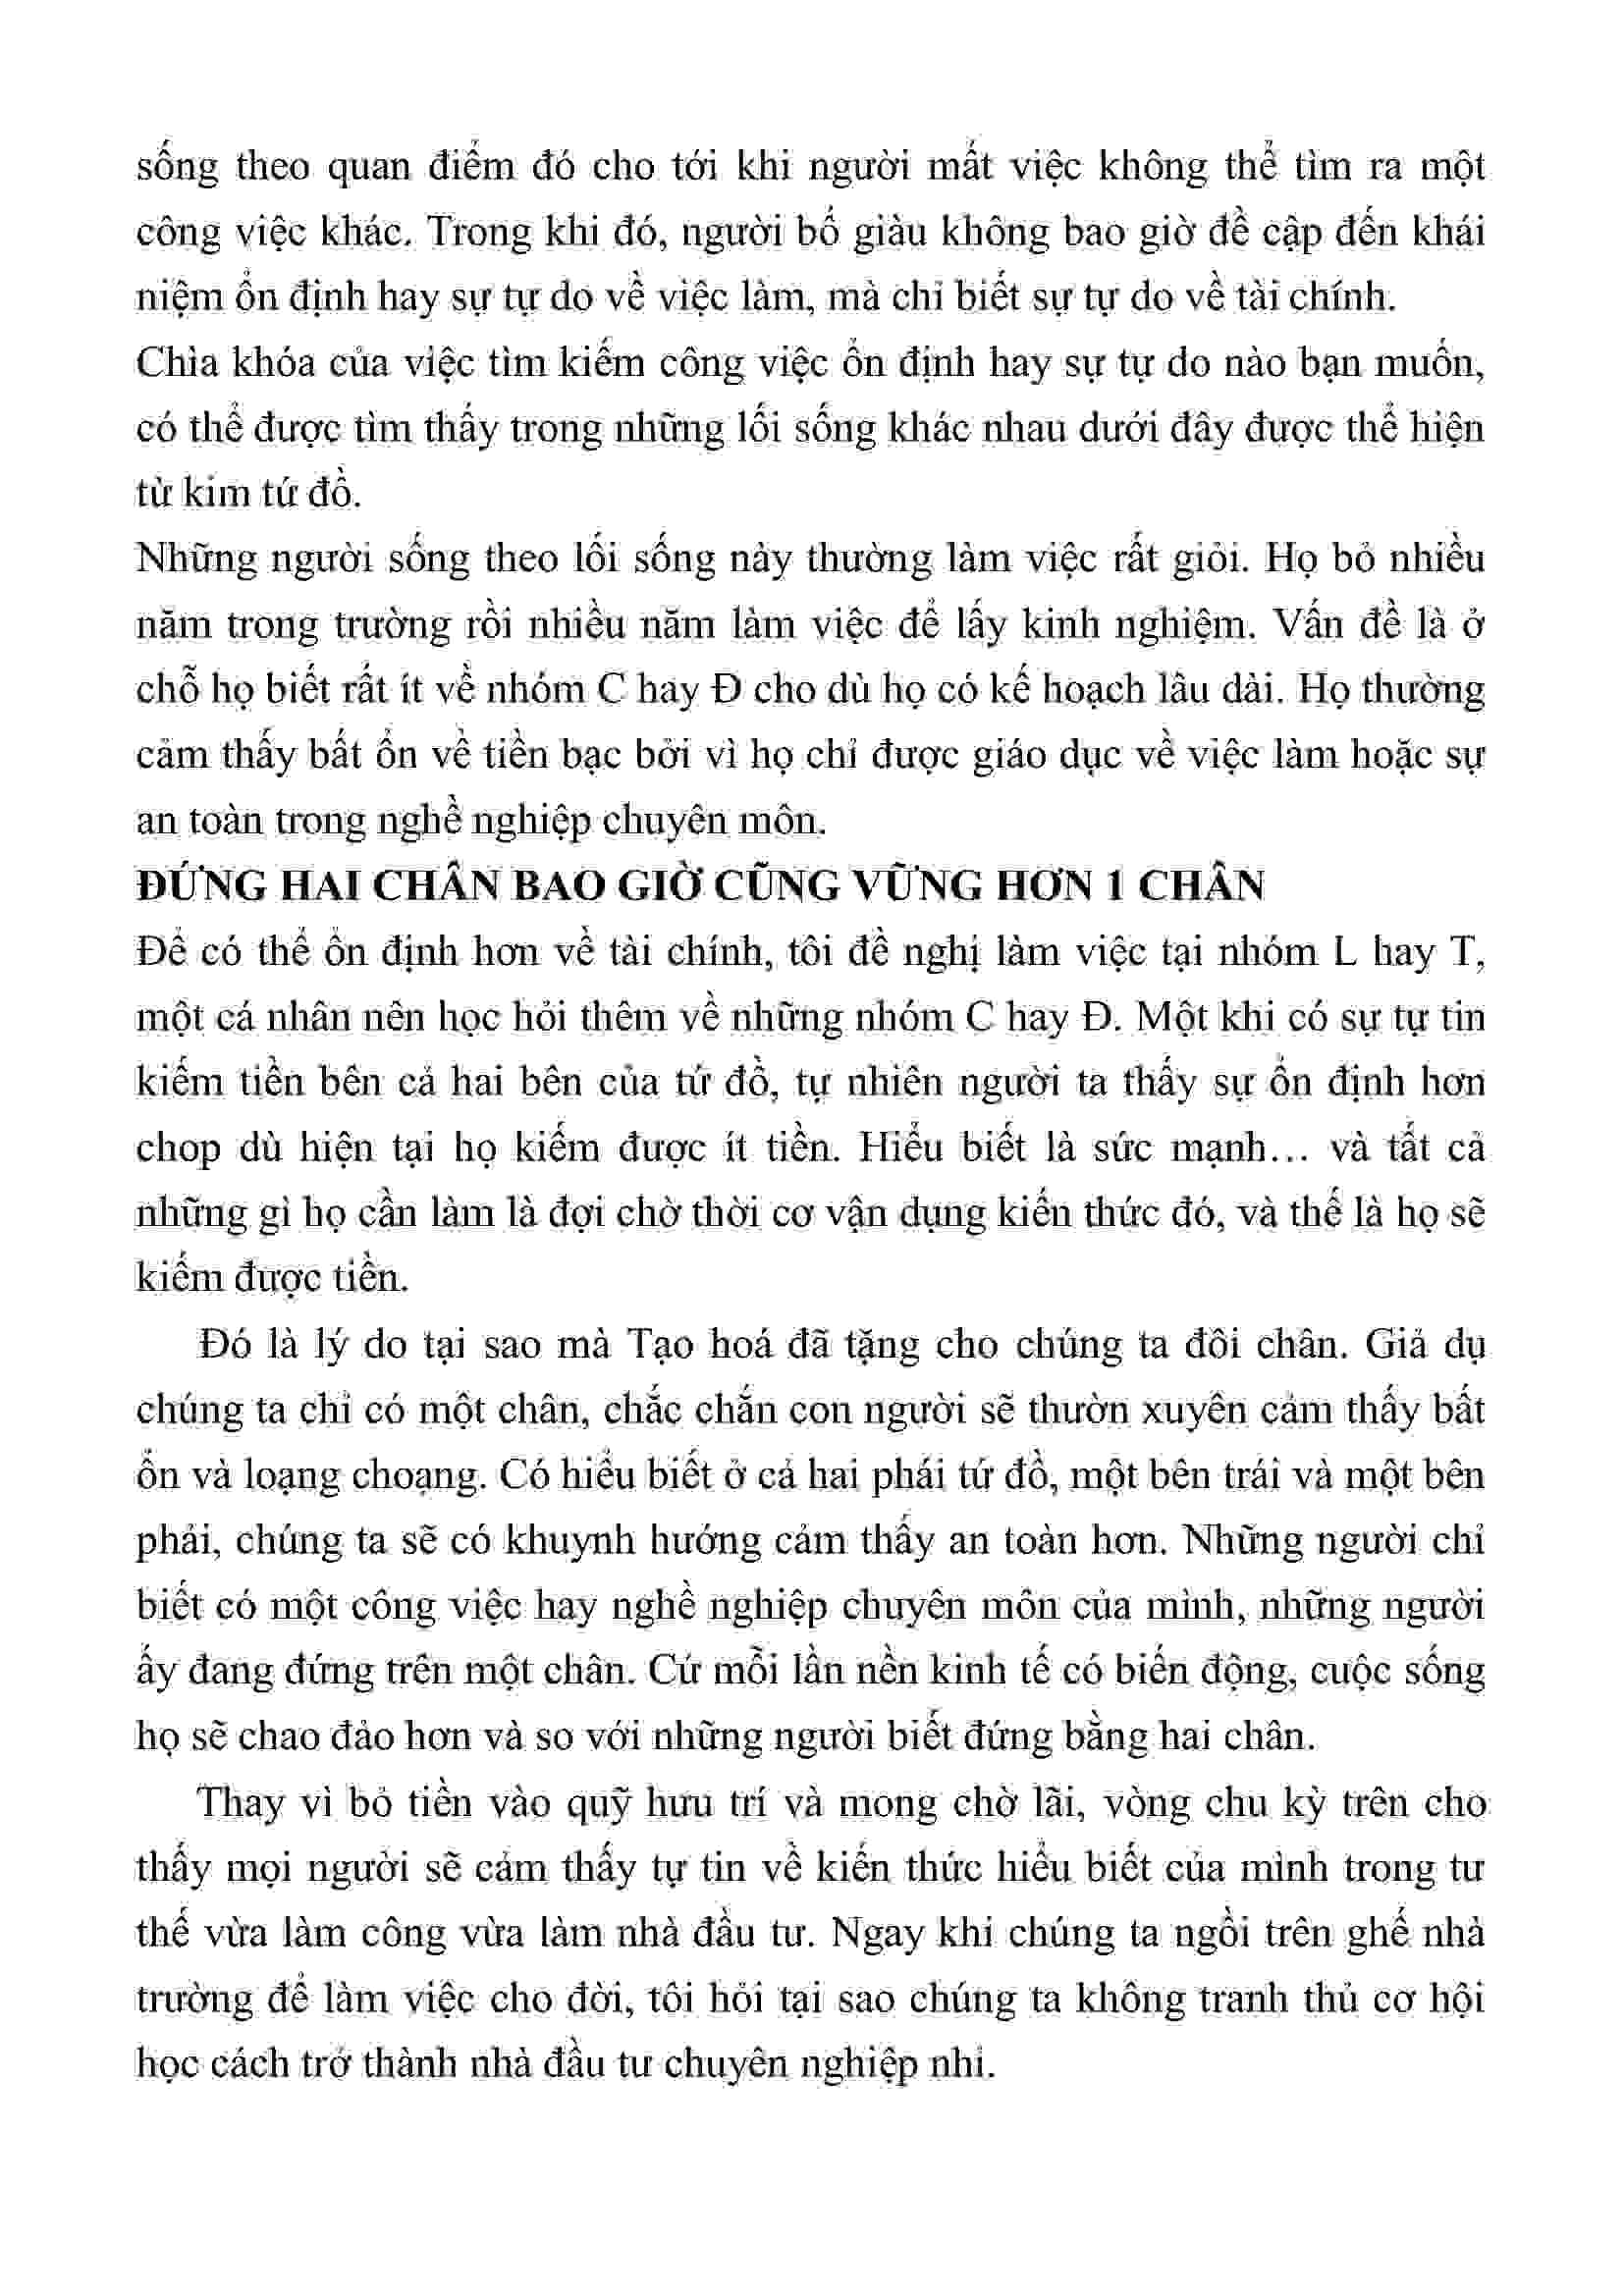 sống theo quan điểm đó cho tới khi người mất việc không thể tìm ra một
công việc khác. Trong khi đó, người bố giàu không bao giờ đề cập đến khái
niệm ổn định hay sự tự do về việc làm, mà chỉ biết sự tự do về tài chính.
Chìa khóa của việc tìm kiếm công việc ổn định hay sự tự do nào bạn muốn,
có thể được tìm thấy trong những lối sống khác nhau dưới đây được thể hiện
từ kim tứ đồ.
Những người sống theo lối sống này thường làm việc rất giỏi. Họ bỏ nhiều
năm trong trường rồi nhiều năm làm việc để lấy kinh nghiệm. Vấn đề là ở
chỗ họ biết rất ít về nhóm C hay Đ cho dù họ có kế hoạch lâu dài. Họ thường
cảm thấy bất ổn về tiền bạc bởi vì họ chỉ được giáo dục về việc làm hoặc sự
an toàn trong nghề nghiệp chuyên môn.
ĐỨNG HAI CHÂN BAO GIỜ CŨNG VỮNG HƠN 1 CHÂN
Để có thể ổn định hơn về tài chính, tôi đề nghị làm việc tại nhóm L hay T,
một cá nhân nên học hỏi thêm về những nhóm C hay Đ. Một khi có sự tự tin
kiếm tiền bên cả hai bên của tứ đồ, tự nhiên người ta thấy sự ổn định hơn
chop dù hiện tại họ kiếm được ít tiền. Hiểu biết là sức mạnh… và tất cả
những gì họ cần làm là đợi chờ thời cơ vận dụng kiến thức đó, và thế là họ sẽ
kiếm được tiền.
Đó là lý do tại sao mà Tạo hoá đã tặng cho chúng ta đôi chân. Giả dụ
chúng ta chỉ có một chân, chắc chắn con người sẽ thườn xuyên cảm thấy bất
ổn và loạng choạng. Có hiểu biết ở cả hai phái tứ đồ, một bên trái và một bên
phải, chúng ta sẽ có khuynh hướng cảm thấy an toàn hơn. Những người chỉ
biết có một công việc hay nghề nghiệp chuyên môn của mình, những người
ấy đang đứng trên một chân. Cứ mỗi lần nền kinh tế có biến động, cuộc sống
họ sẽ chao đảo hơn và so với những người biết đứng bằng hai chân.
Thay vì bỏ tiền vào quỹ hưu trí và mong chờ lãi, vòng chu kỳ trên cho
thấy mọi người sẽ cảm thấy tự tin về kiến thức hiểu biết của mình trong tư
thế vừa làm công vừa làm nhà đầu tư. Ngay khi chúng ta ngồi trên ghế nhà
trường để làm việc cho đời, tôi hỏi tại sao chúng ta không tranh thủ cơ hội
học cách trở thành nhà đầu tư chuyên nghiệp nhỉ.